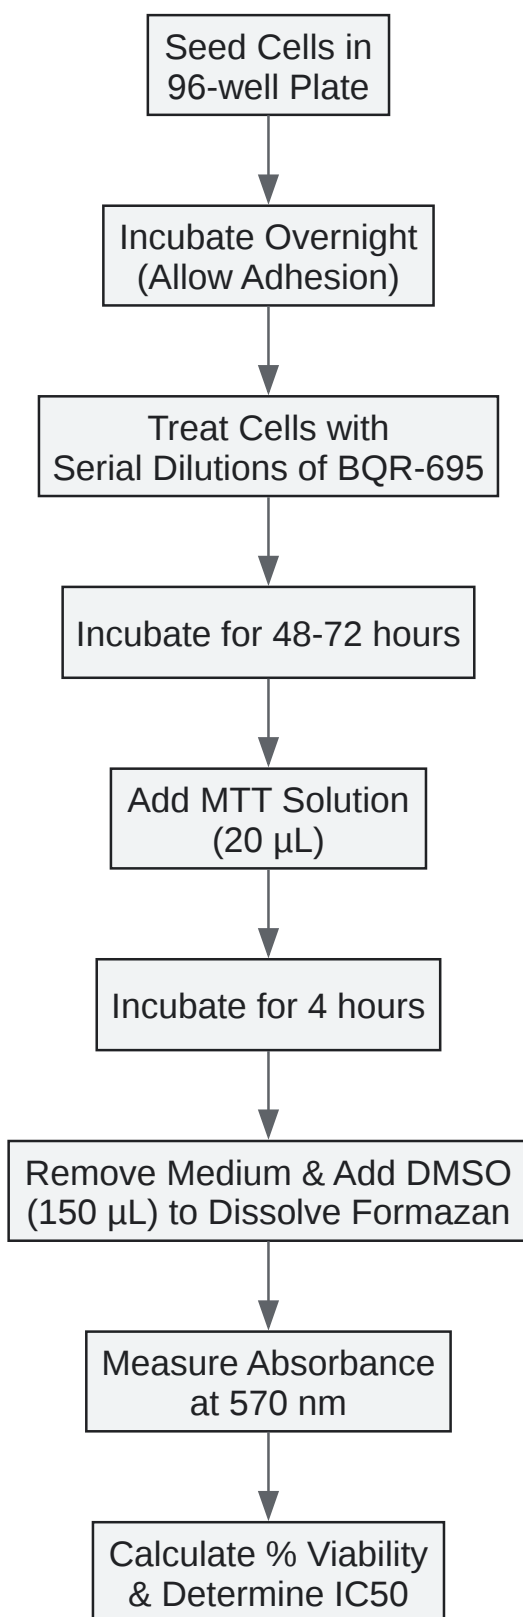 Seed Cells in
96-well Plate
Incubate Overnight
(Allow Adhesion)
Treat Cells with
Serial Dilutions of BQR-695
Incubate for 48-72 hours
Add MTT Solution
(20 µL)
Incubate for 4 hours
Remove Medium & Add DMSO
(150 µL) to Dissolve Formazan
Measure Absorbance
at 570 nm
Calculate % Viability
& Determine IC50